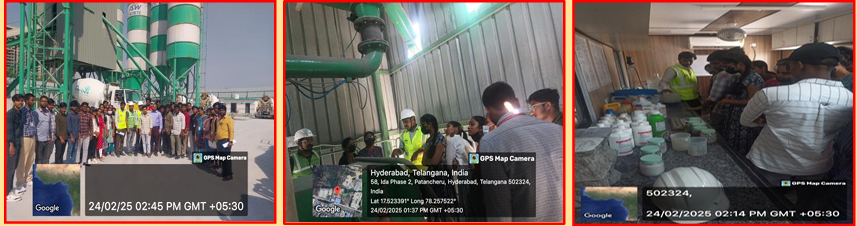 GPS Map Camera
Google
24/02/25 02:45 PM GMT +05:30
GPS Map Camera
Hyderabad, Telangana, India
58, Ida Phase 2, Patancheru, Hyderabad, Telangana 502324,
India
Lat 17.523391° Long 78.257522°
24/02/2025 01:37 PM GMT +05:30
Google
GPS Map Camera
502324,
24/02/2025 02:14 PM GMT +05:30
Google